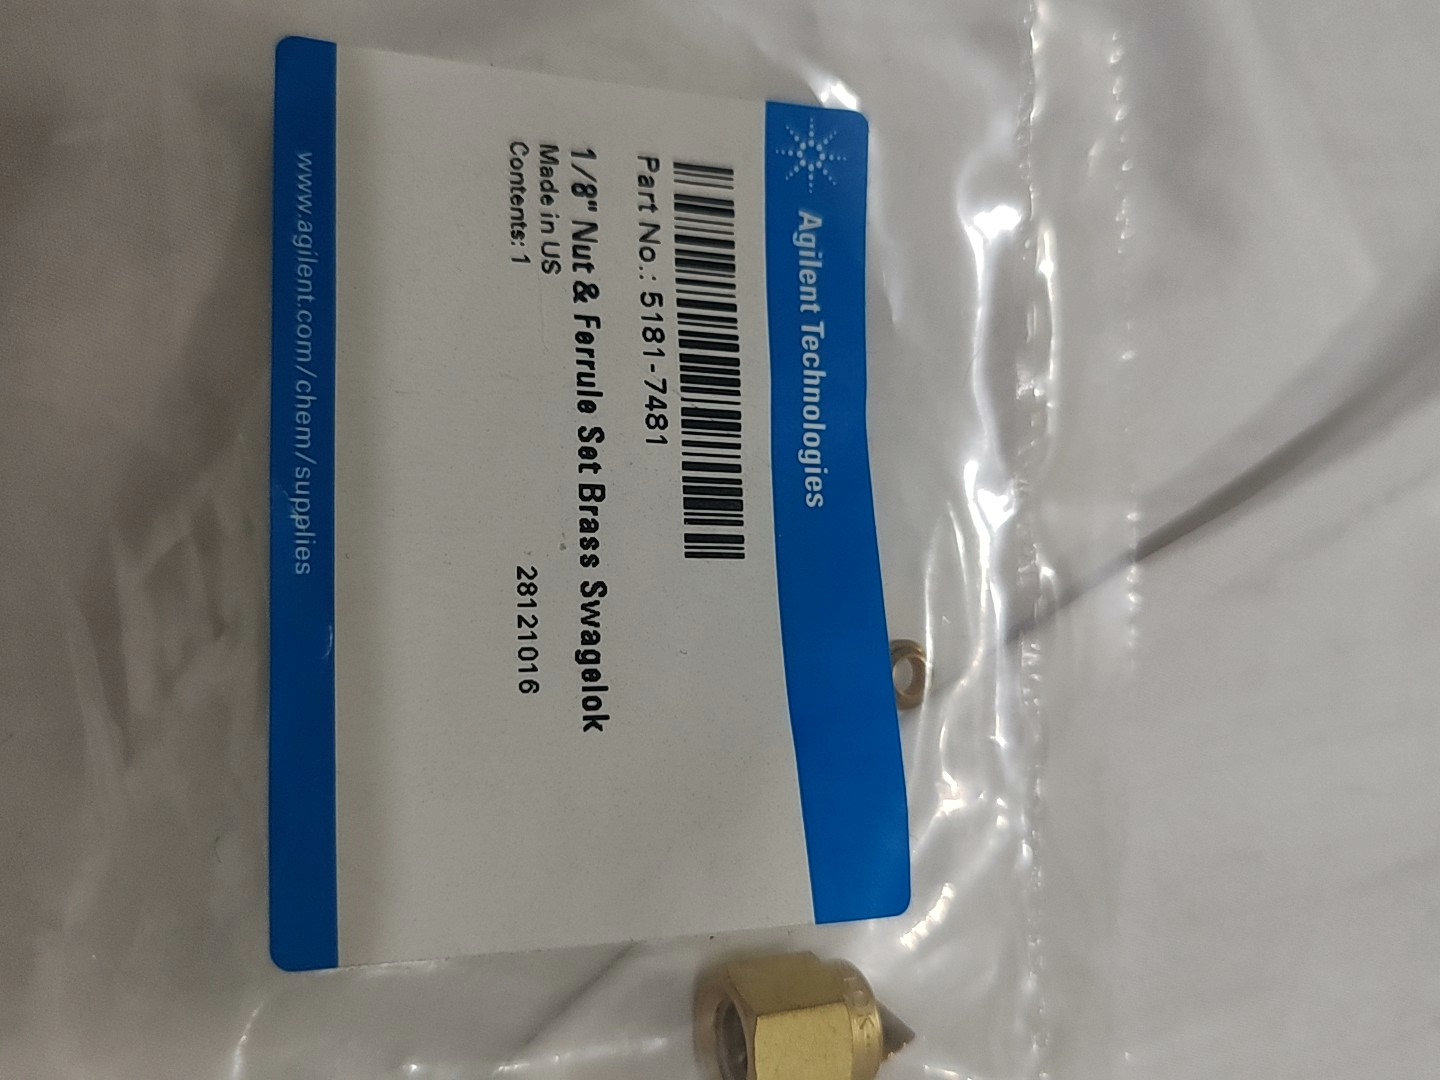 Agilent Technologies
Part No.: 5181-7481
1/8" Nut & Ferrule Set Brass Swagelok
Made in US
Contents: 1
28121016
www.agilent.com/chem/supplies